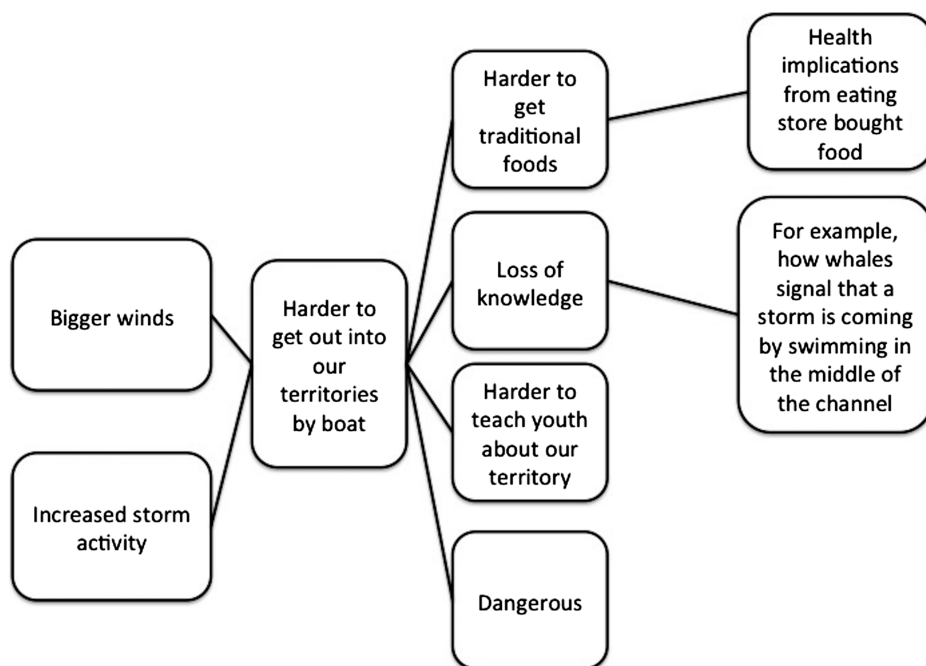 Bigger winds
Increased storm
activity
Harder to
get out into
our
territories
by boat
Harder to
get
traditional
foods
Loss of
knowledge
Harder to
teach youth
about our
territory
Dangerous
Health
implications
from eating
store bought
food
For example,
how whales
signal that a
storm is coming
by swimming in
the middle of
the channel